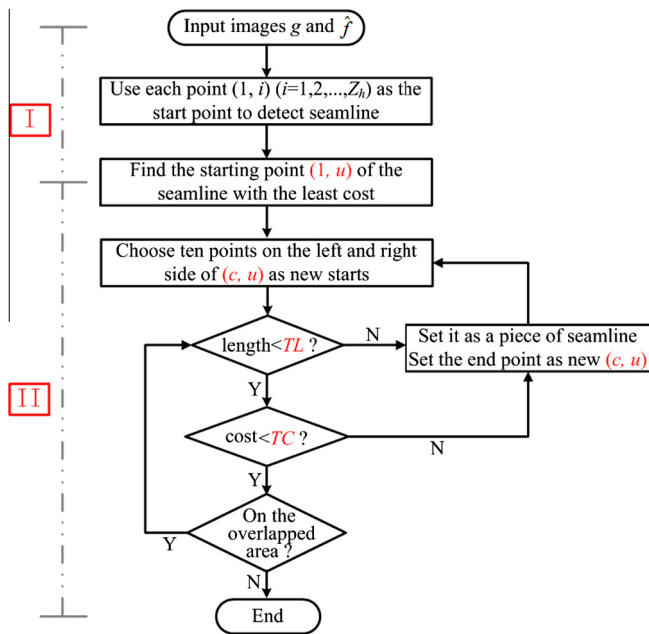 Input images g and f̂
Use each point (1, i) (i=1,2,...,Zh) as the
start point to detect seamline
I
Find the starting point (1, u) of the
seamline with the least cost
Choose ten points on the left and right
side of (c, u) as new starts
length<TL ?
N
Set it as a piece of seamline
Set the end point as new (c, u)
Y
II
cost<TC ?
N
Y
On the
overlapped
area ?
Y
N
End